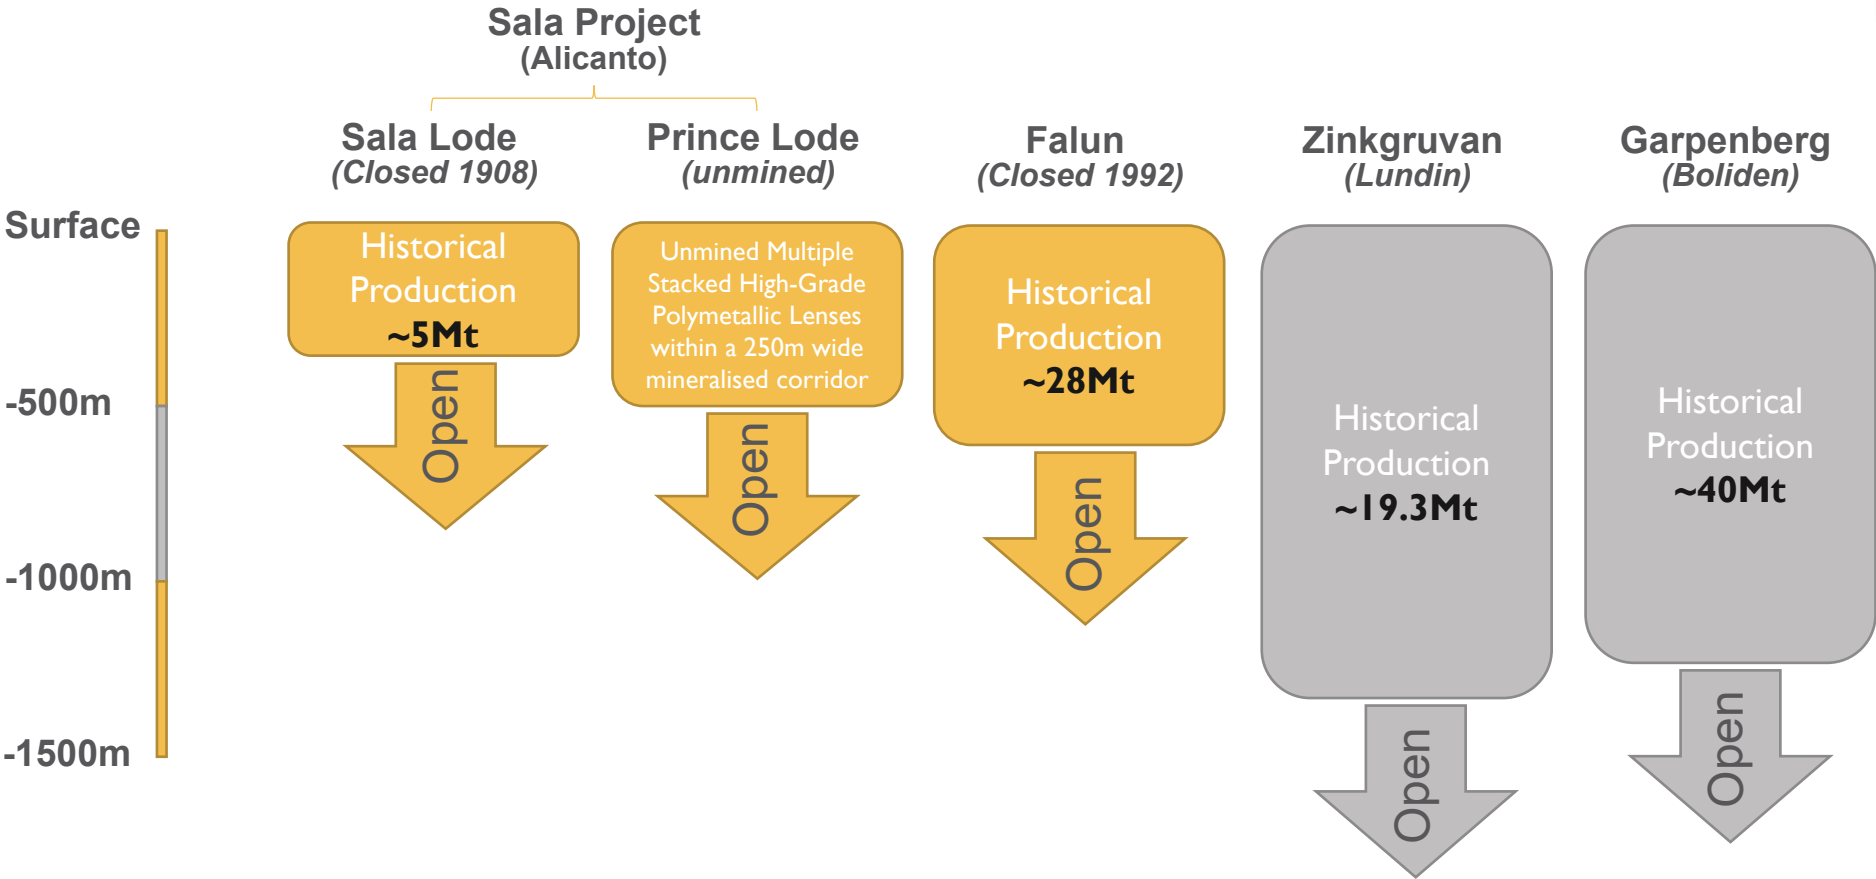 Sala Project
(Alicanto)
Sala Lode
(Closed 1908)
Prince Lode
(unmined)
Falun
(Closed 1992)
Zinkgruvan
(Lundin)
Garpenberg
(Boliden)
Surface
-500m
-1000m
-1500m
Historical
Production
~5Mt
Open
Unmined Multiple
Stacked High-Grade
Polymetallic Lenses
within a 250m wide
mineralised corridor
Open
Historical
Production
~28Mt
Open
Historical
Production
~19.3Mt
Open
Historical
Production
~40Mt
Open